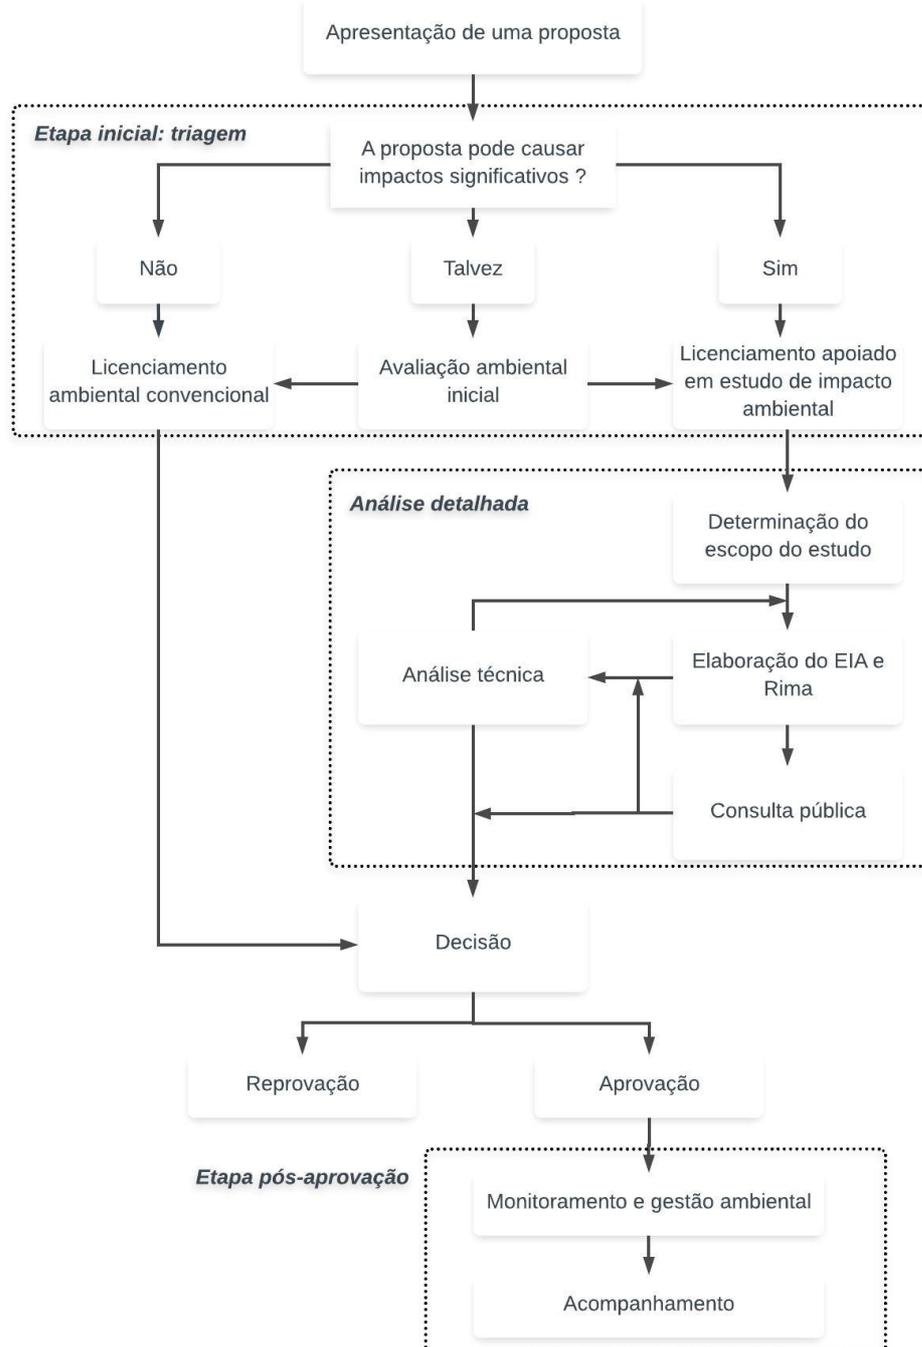 Apresentação de uma proposta
Etapa inicial: triagem
A proposta pode causar
impactos significativos ?
Não
Talvez
Sim
Licenciamento
ambiental convencional
Avaliação ambiental
inicial
Licenciamento apoiado
em estudo de impacto
ambiental
Análise detalhada
Determinação do
escopo do estudo
Análise técnica
Elaboração do EIA e
Rima
Consulta pública
Decisão
Reprovação
Aprovação
Etapa pós-aprovação
Monitoramento e gestão ambiental
Acompanhamento